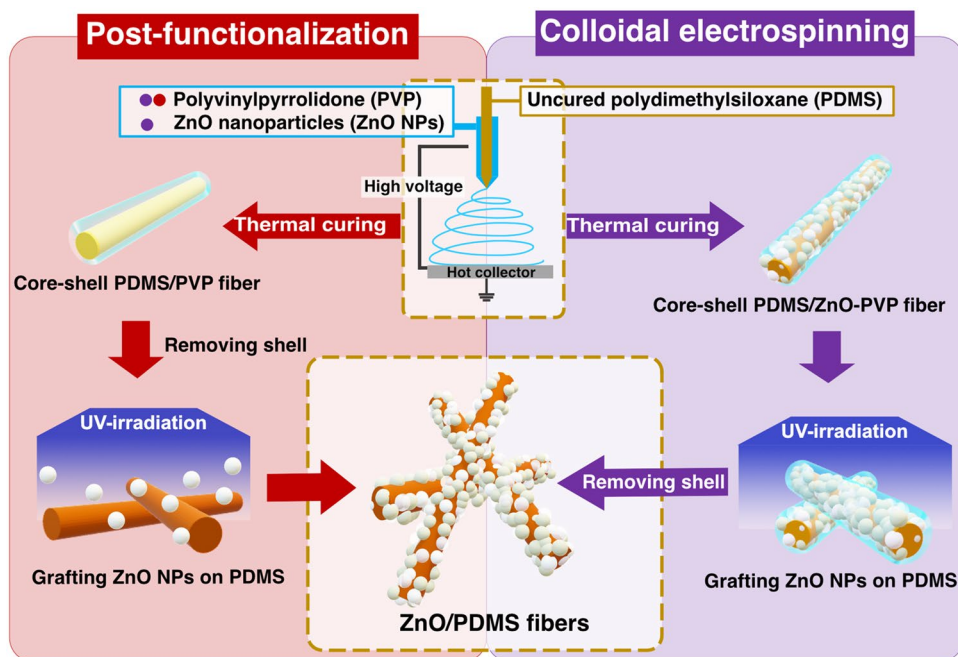 Post-functionalization
Colloidal electrospinning
Polyvinylpyrrolidone (PVP)
ZnO nanoparticles (ZnO NPs)
Uncured polydimethylsiloxane (PDMS)
High voltage
Thermal curing
Thermal curing
Hot collector
Core-shell PDMS/PVP fiber
Core-shell PDMS/ZnO-PVP fiber
Removing shell
UV-irradiation
UV-irradiation
Removing shell
Grafting ZnO NPs on PDMS
Grafting ZnO NPs on PDMS
ZnO/PDMS fibers